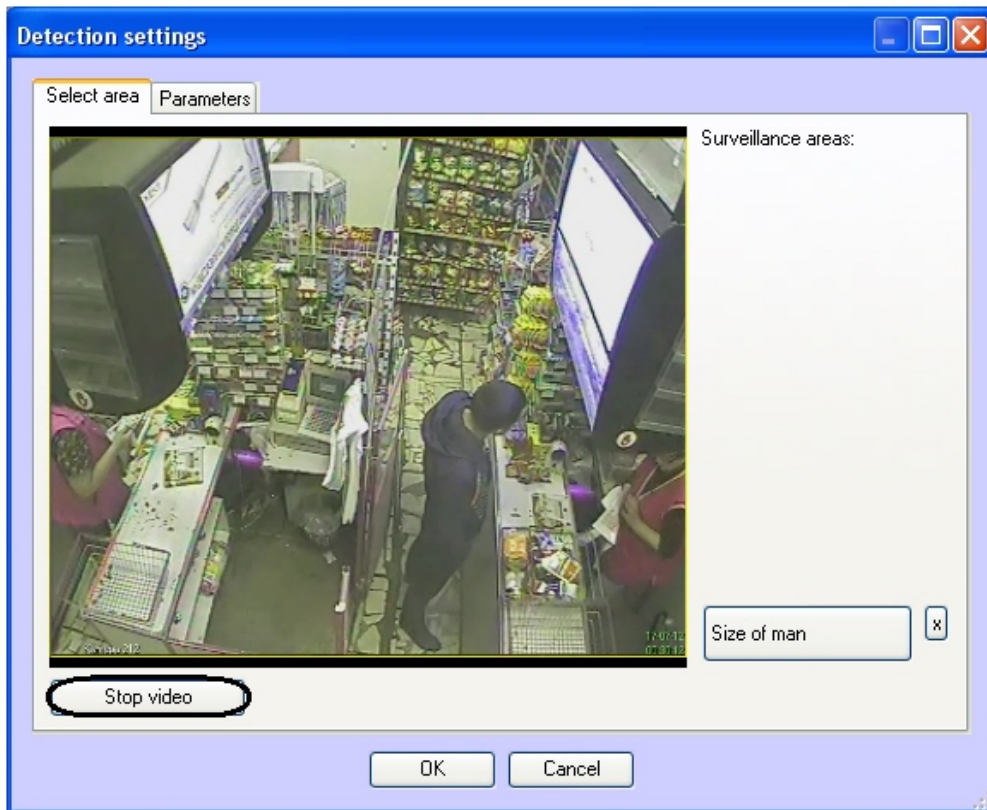 Detection settings
Select area
Parameters
Surveillance areas:
Size of man
x
Stop video
OK
Cancel